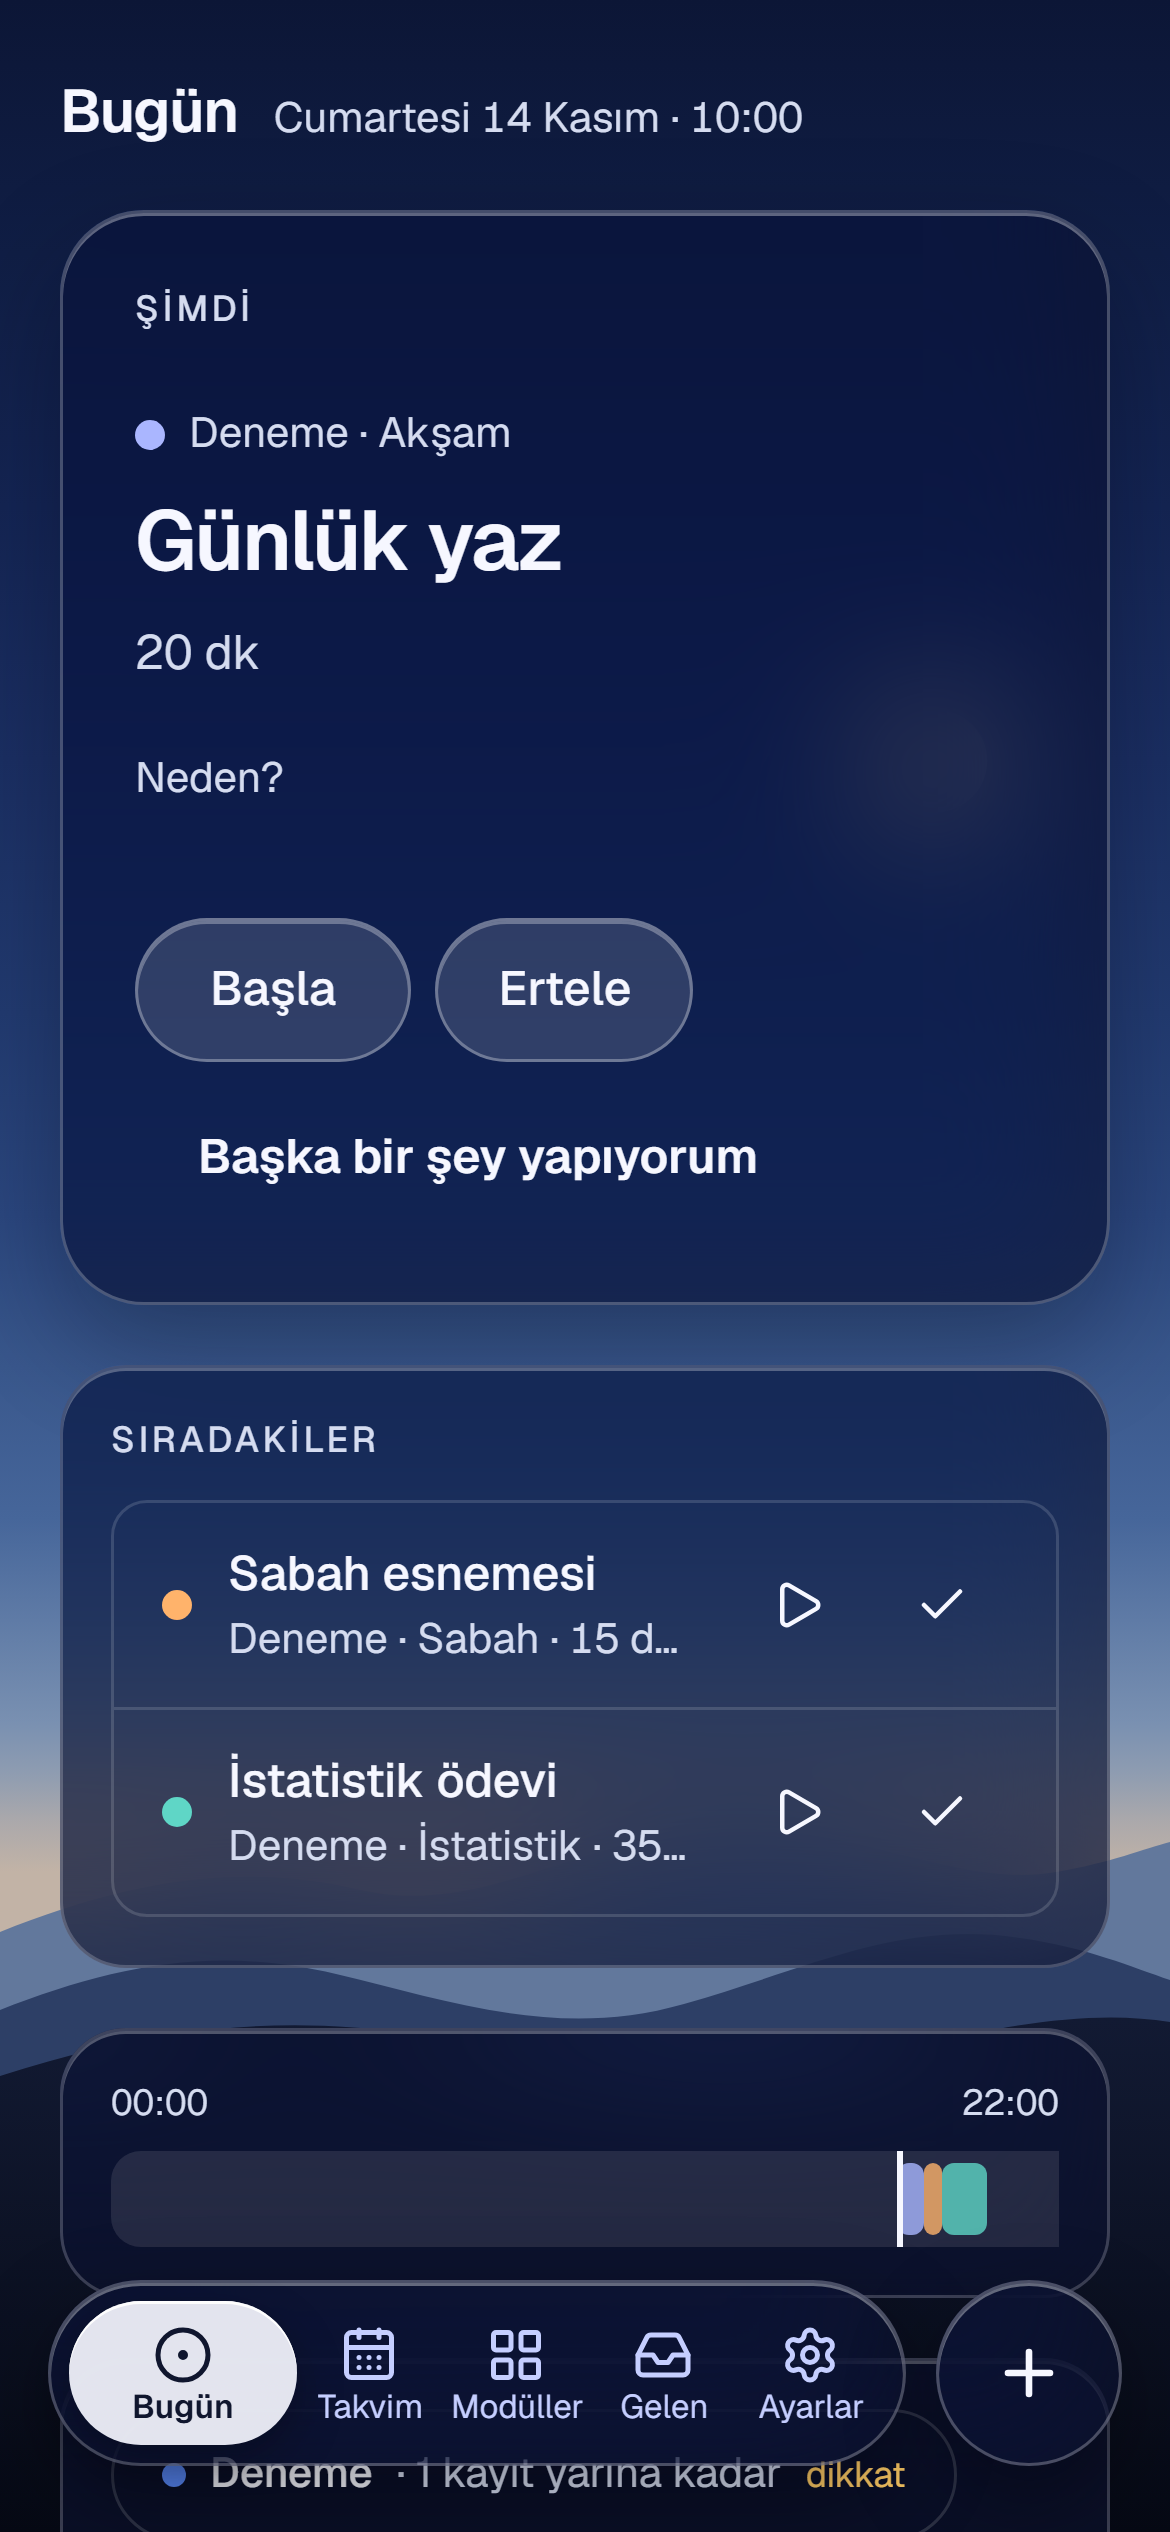 Bugün Cumartesi 14 Kasım · 10:00
ŞİMDİ
Deneme · Akşam
Günlük yaz
20 dk
Neden?
Başla Ertele
Başka bir şey yapıyorum
SIRADAKİLER
Sabah esnemesi
Deneme · Sabah · 15 d...
İstatistik ödevi
Deneme · İstatistik · 35...
00:00 22:00
Bugün Takvim Modüller Gelen Ayarlar
Deneme · 1 kayıt yarına kadar dikkat